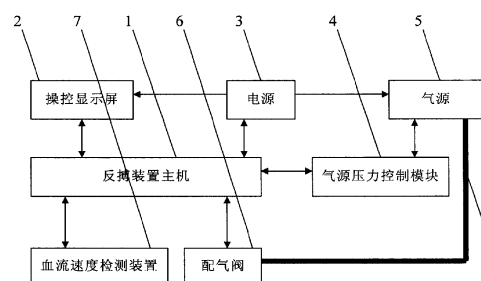 2 7 1 6 3 4 5
操控显示屏 电源 气源
反搏装置主机 气源压力控制模块
血流速度检测装置 配气阀